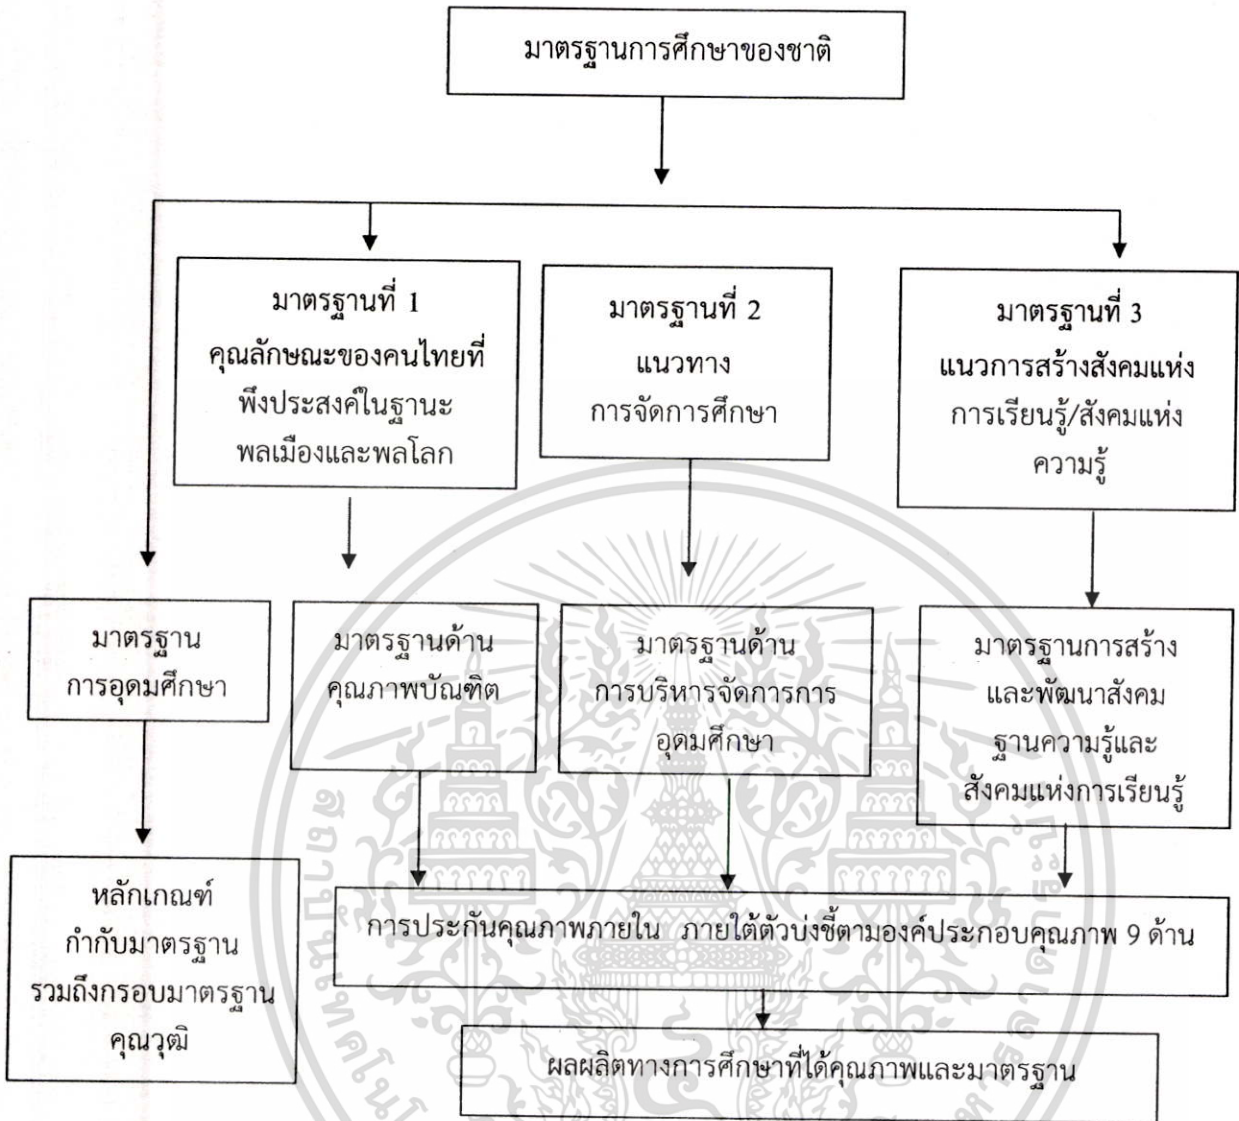 มาตรฐานการศึกษาของชาติ
มาตรฐานที่ 1
คุณลักษณะของคนไทยที่
พึงประสงค์ในฐานะ
พลเมืองและพลโลก
มาตรฐานที่ 2
แนวทาง
การจัดการศึกษา
มาตรฐานที่ 3
แนวการสร้างสังคมแห่ง
การเรียนรู้/สังคมแห่ง
ความรู้
มาตรฐาน
การอุดมศึกษา
มาตรฐานด้าน
คุณภาพบัณฑิต
มาตรฐานด้าน
การบริหารจัดการการ
อุดมศึกษา
มาตรฐานการสร้าง
และพัฒนาสังคม
ฐานความรู้และ
สังคมแห่งการเรียนรู้
หลักเกณฑ์
กำกับมาตรฐาน
รวมถึงกรอบมาตรฐาน
คุณวุฒิ
การประกันคุณภาพภายใน ภายใต้ตัวบ่งชี้ตามองค์ประกอบคุณภาพ 9 ด้าน
ผลผลิตทางการศึกษาที่ได้คุณภาพและมาตรฐาน